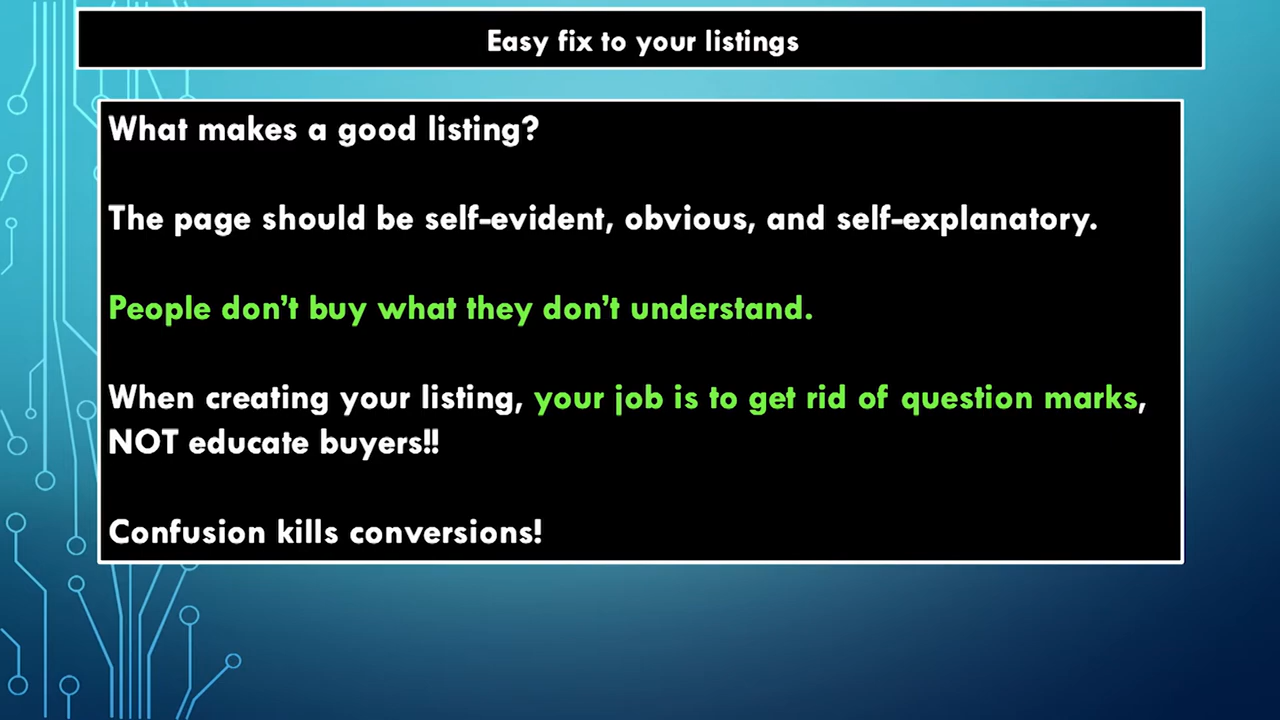 Easy fix to your listings
What makes a good listing?
The page should be self-evident, obvious, and self-explanatory.
People don’t buy what they don’t understand.
When creating your listing, your job is to get rid of question marks,
NOT educate buyers!!
Confusion kills conversions!